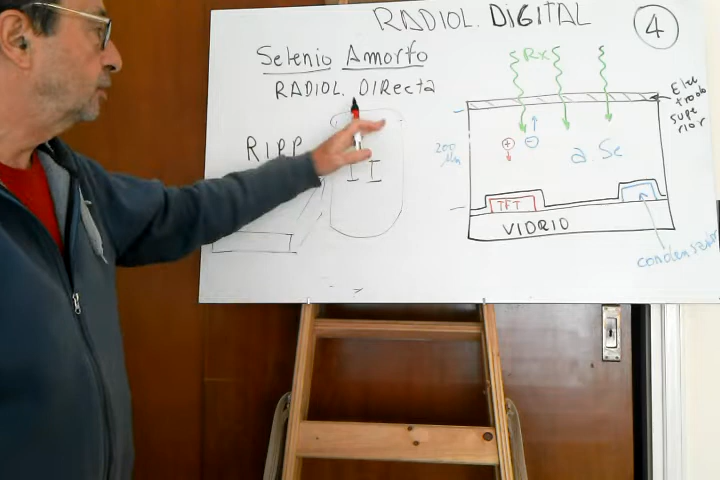 RADIOL. DIGITAL
4
Selenio Amorfo
RADIOL. DIRecta
RIPP
Rx
Elec
trodo
supe
rior
200
μm
+
−
a.Se
TFT
VIDRIO
condensador